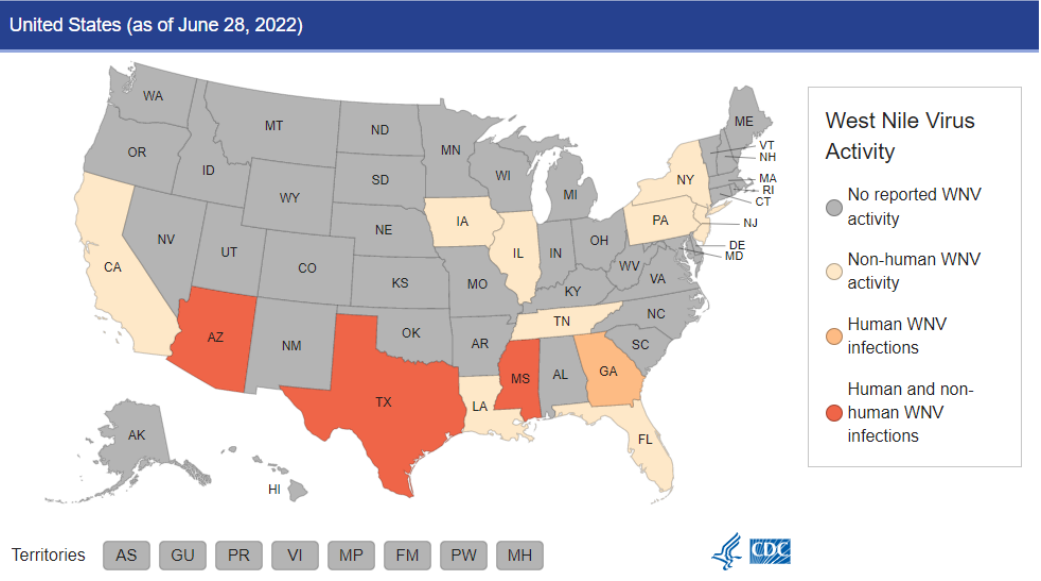 United States (as of June 28, 2022)
WA
MT
ND
MN
ME
VT
NH
OR
ID
SD
WI
MI
NY
MA
RI
CT
WY
IA
PA
NJ
NE
NV
UT
IL
IN
OH
DE
MD
CA
CO
KS
MO
WV
VA
KY
AZ
NM
OK
TN
NC
AR
SC
TX
MS
AL
GA
LA
AK
FL
HI
West Nile Virus
Activity
No reported WNV
activity
Non-human WNV
activity
Human WNV
infections
Human and non-
human WNV
infections
Territories AS GU PR VI MP FM PW MH
CDC